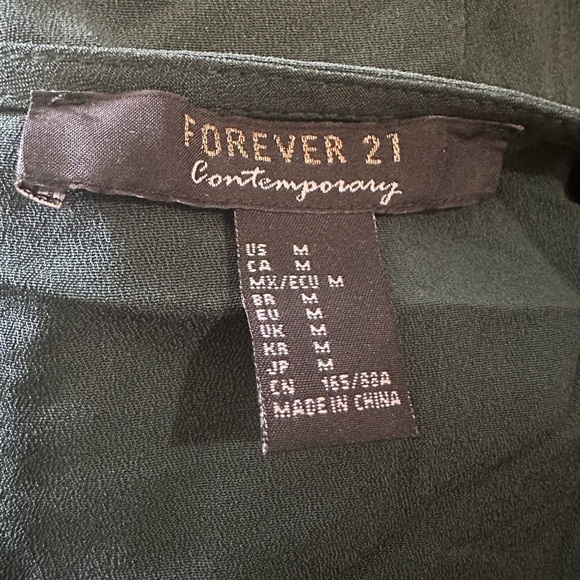 FOREVER 21
Contemporary
US M
CA M
MX/ECU M
BR M
EU M
UK M
KR M
JP M
CN 165/88A
MADE IN CHINA